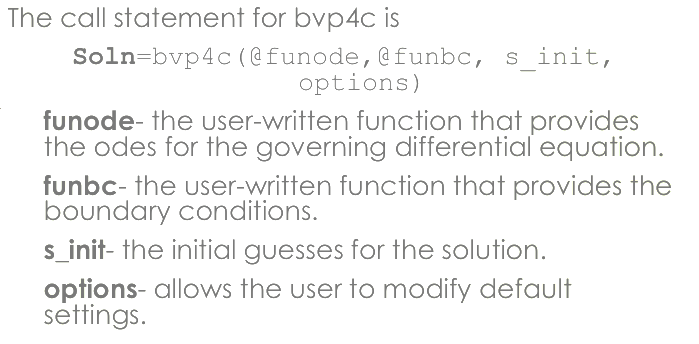 The call statement for bvp4c is
Soln=bvp4c(@funode,@funbc, s_init,
options)
funode- the user-written function that provides
the odes for the governing differential equation.
funbc- the user-written function that provides the
boundary conditions.
s_init- the initial guesses for the solution.
options- allows the user to modify default
settings.